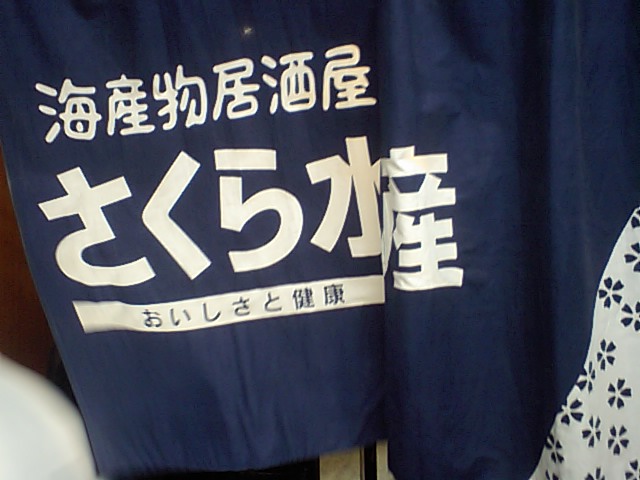 海産物居酒屋
さくら水産
おいしさと健康